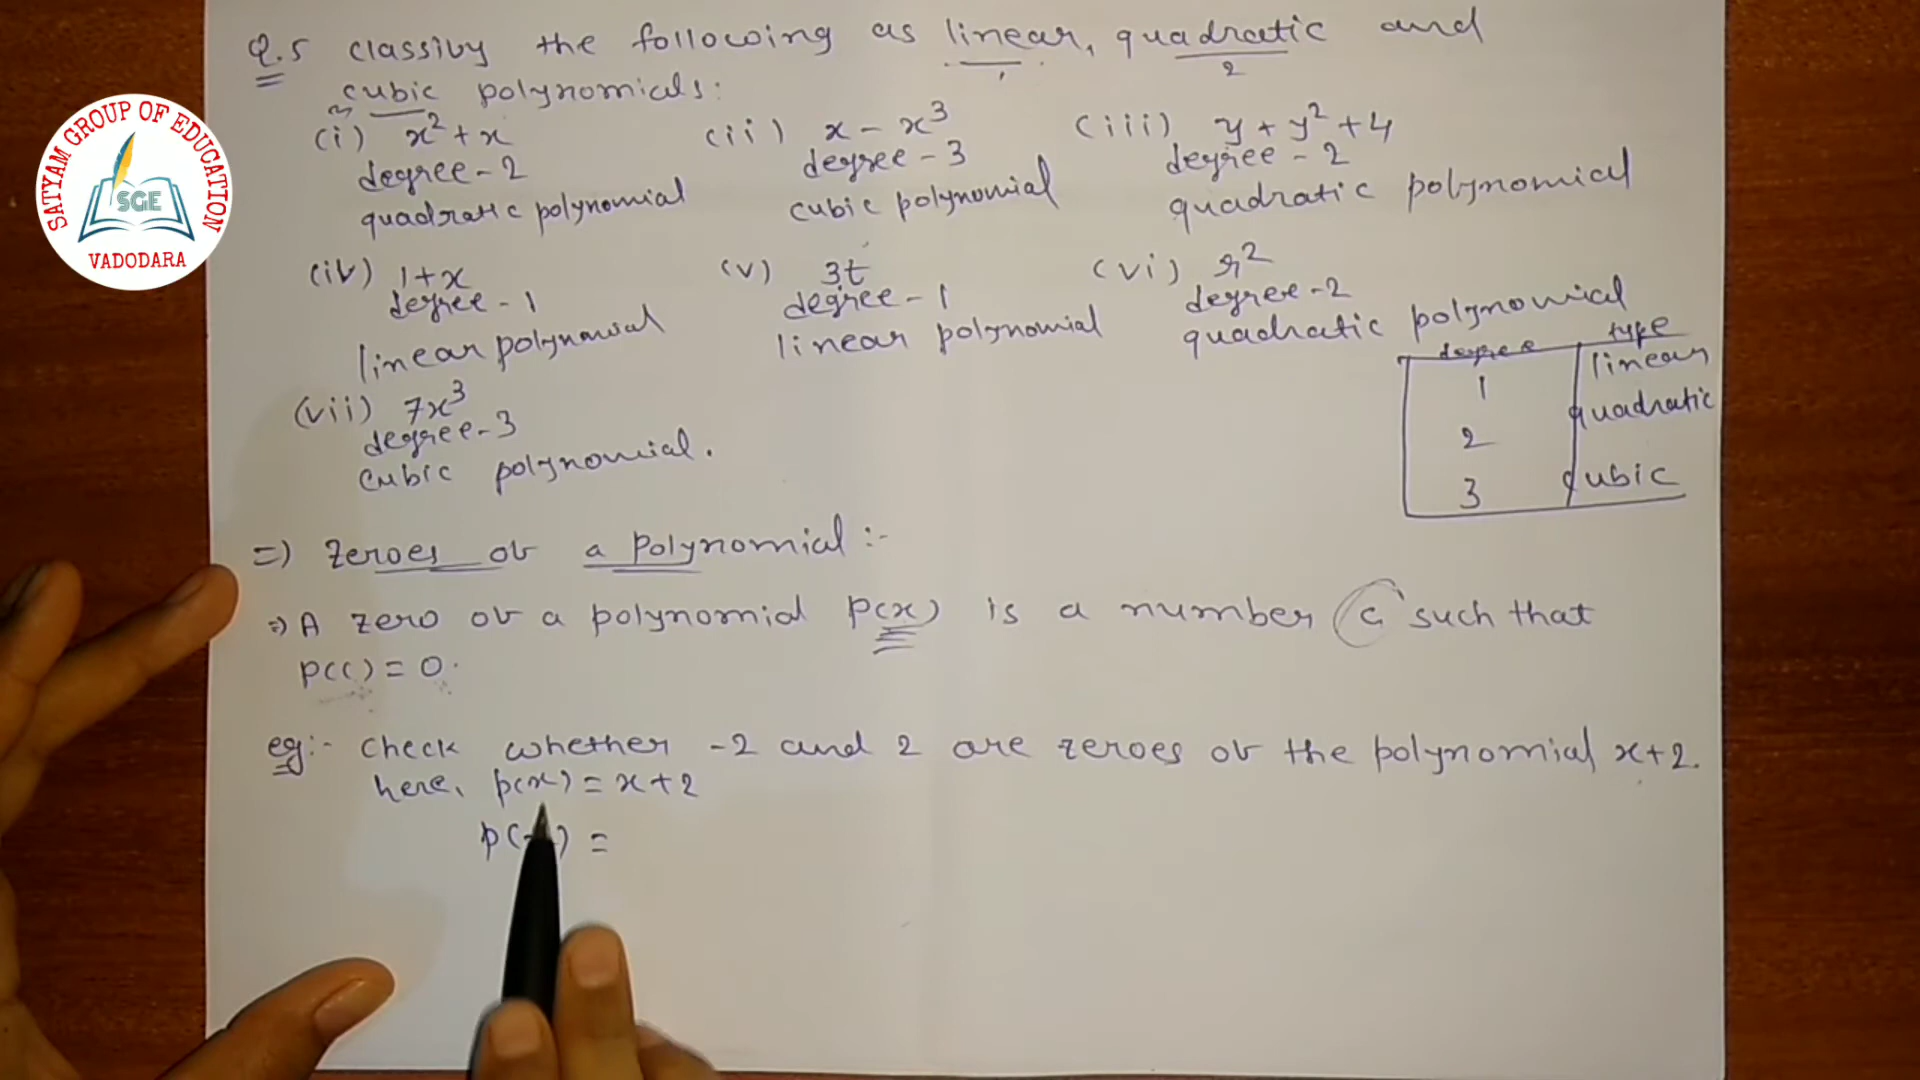 SATYAM GROUP OF EDUCATION
SGE
VADODARA
Q.5 classify the following as linear, quadratic and
1 2
cubic polynomials:
3
(i) x² + x (ii) x - x³ (iii) y + y² + 4
degree - 2 degree - 3 degree - 2
quadratic polynomial cubic polynomial quadratic polynomial
(iv) 1 + x (v) 3t (vi) r²
degree - 1 degree - 1 degree - 2
linear polynomial linear polynomial quadratic polynomial
(vii) 7x³
degree - 3
cubic polynomial.
degree type
1 linear
2 quadratic
3 cubic
⇒) Zeroes of a polynomial :-
⇒) A zero of a polynomial p(x) is a number c such that
p(c) = 0.
eg:- Check whether -2 and 2 are zeroes of the polynomial x+2.
here, p(x) = x + 2
p(-) =